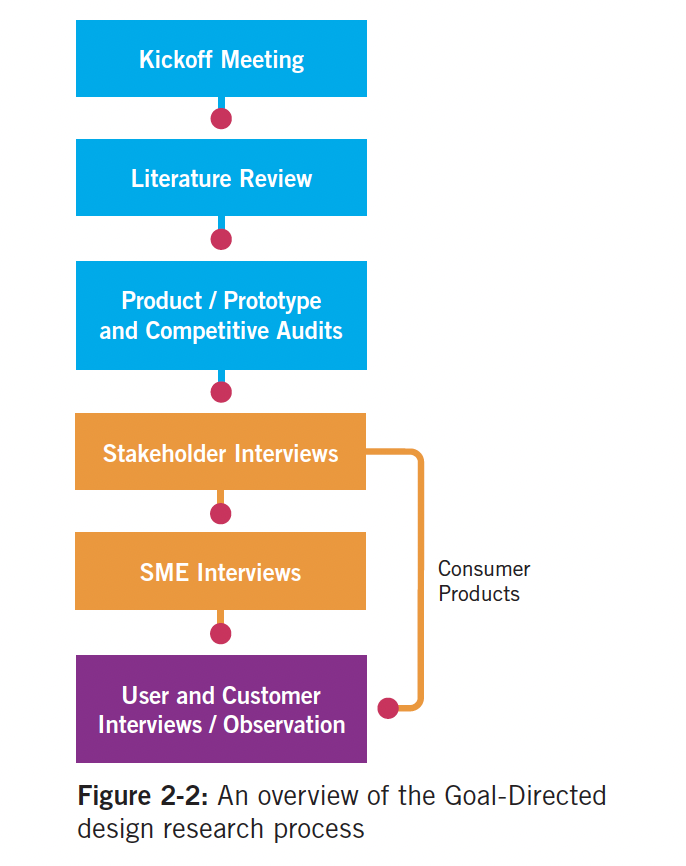 Kickoff Meeting
Literature Review
Product / Prototype
and Competitive Audits
Stakeholder Interviews
SME Interviews
Consumer
Products
User and Customer
Interviews / Observation
Figure 2-2: An overview of the Goal-Directed
design research process